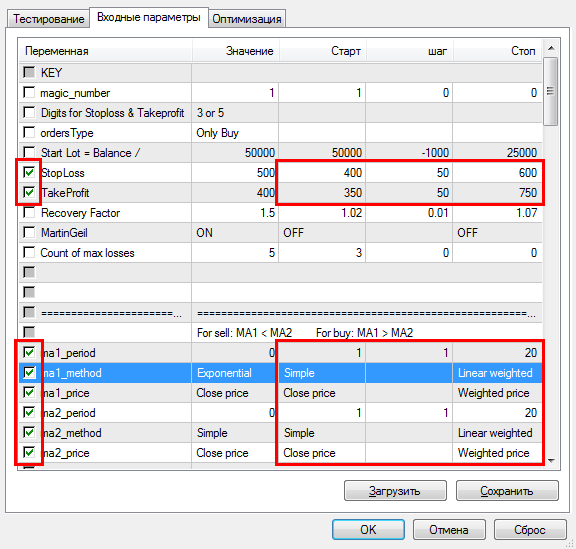 Тестирование Входные параметры Оптимизация
Переменная Значение Старт шаг Стоп
KEY
magic_number 1 1 0 0
Digits for Stoploss & Takeprofit 3 or 5
ordersType Only Buy
Start Lot = Balance / 50000 50000 -1000 25000
StopLoss 500 400 50 600
TakeProfit 400 350 50 750
Recovery Factor 1.5 1.02 0.01 1.07
MartinGeil ON OFF OFF
Count of max losses 5 3 0 0
======================... =======================================================...
For sell: MA1 < MA2 For buy: MA1 > MA2
ma1_period 0 1 1 20
ma1_method Exponential Simple Linear weighted
ma1_price Close price Close price Weighted price
ma2_period 0 1 1 20
ma2_method Simple Simple Linear weighted
ma2_price Close price Close price Weighted price
Загрузить Сохранить
OK Отмена Сброс